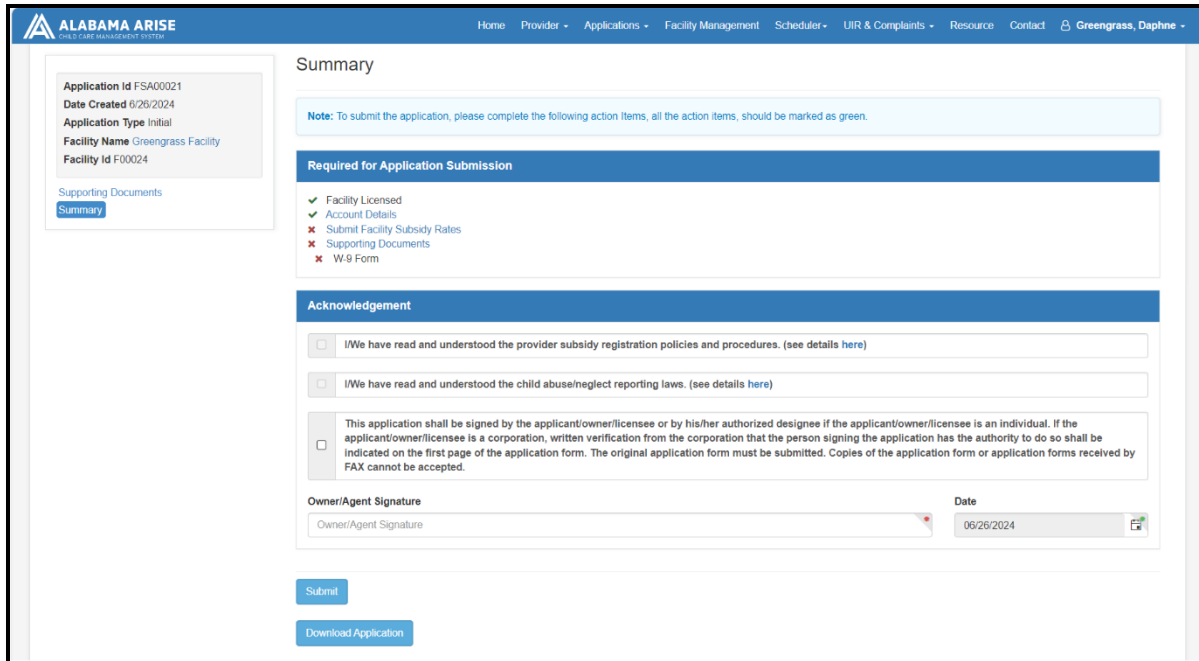 ALABAMA ARISE
CHILD CARE MANAGEMENT SYSTEM
Home Provider Applications Facility Management Scheduler UIR & Complaints Resource Contact Greengrass, Daphne
Application Id FSA00021
Date Created 6/26/2024
Application Type Initial
Facility Name Greengrass Facility
Facility Id F00024
Supporting Documents
Summary
Summary
Note: To submit the application, please complete the following action Items, all the action items, should be marked as green.
Required for Application Submission
Facility Licensed
Account Details
Submit Facility Subsidy Rates
Supporting Documents
W-9 Form
Acknowledgement
I/We have read and understood the provider subsidy registration policies and procedures. (see details here)
I/We have read and understood the child abuse/neglect reporting laws. (see details here)
This application shall be signed by the applicant/owner/licensee or by his/her authorized designee if the applicant/owner/licensee is an individual. If the
applicant/owner/licensee is a corporation, written verification from the corporation that the person signing the application has the authority to do so shall be
indicated on the first page of the application form. The original application form must be submitted. Copies of the application form or application forms received by
FAX cannot be accepted.
Owner/Agent Signature
Date
Owner/Agent Signature
06/26/2024
Submit
Download Application